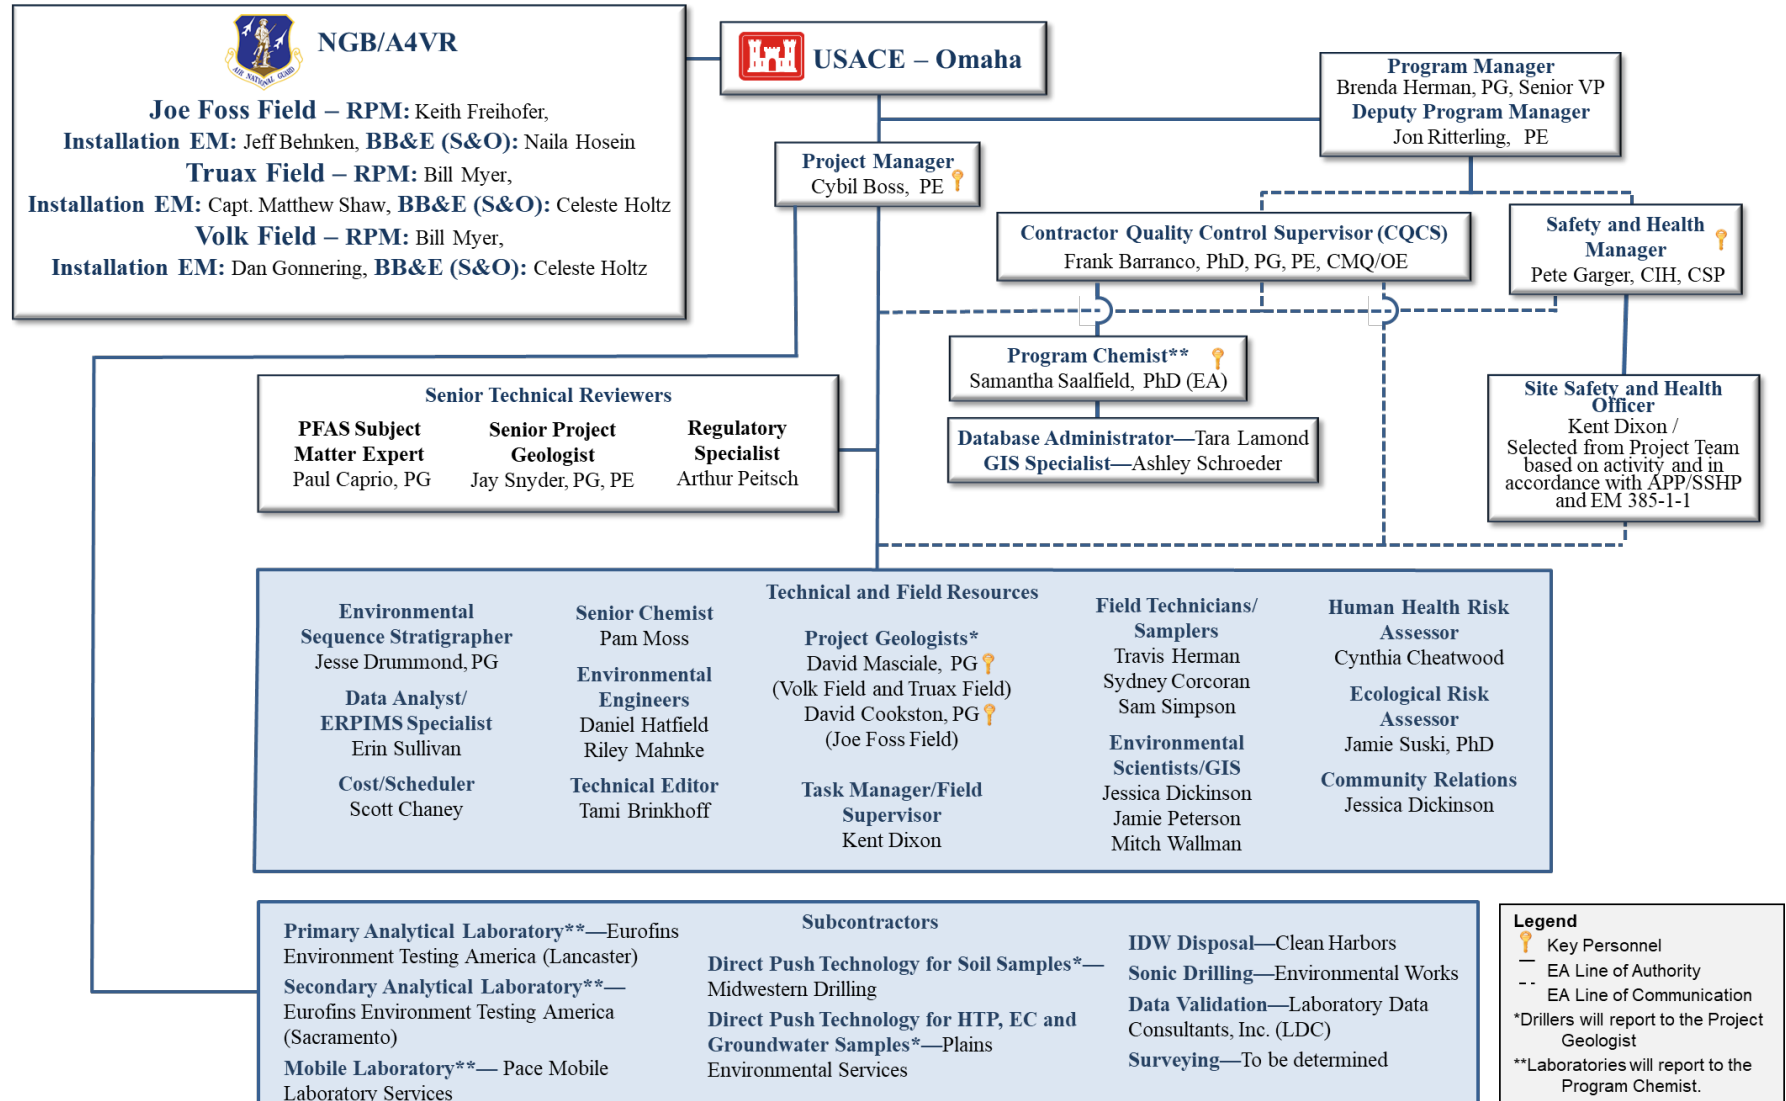 NGB/A4VR
AIR NATIONAL GUARD
Joe Foss Field – RPM: Keith Freihofer,
Installation EM: Jeff Behnken, BB&E (S&O): Naila Hosein
Truax Field – RPM: Bill Myer,
Installation EM: Capt. Matthew Shaw, BB&E (S&O): Celeste Holtz
Volk Field – RPM: Bill Myer,
Installation EM: Dan Gonnering, BB&E (S&O): Celeste Holtz
USACE – Omaha
Program Manager
Brenda Herman, PG, Senior VP
Deputy Program Manager
Jon Ritterling, PE
Project Manager
Cybil Boss, PE
Contractor Quality Control Supervisor (CQCS)
Frank Barranco, PhD, PG, PE, CMQ/OE
Safety and Health
Manager
Pete Garger, CIH, CSP
Program Chemist**
Samantha Saalfield, PhD (EA)
Database Administrator—Tara Lamond
GIS Specialist—Ashley Schroeder
Site Safety and Health
Officer
Kent Dixon /
Selected from Project Team
based on activity and in
accordance with APP/SSHP
and EM 385-1-1
Senior Technical Reviewers
PFAS Subject
Matter Expert
Paul Caprio, PG
Senior Project
Geologist
Jay Snyder, PG, PE
Regulatory
Specialist
Arthur Peitsch
Technical and Field Resources
Environmental
Sequence Stratigrapher
Jesse Drummond, PG
Data Analyst/
ERPIMS Specialist
Erin Sullivan
Cost/Scheduler
Scott Chaney
Senior Chemist
Pam Moss
Environmental
Engineers
Daniel Hatfield
Riley Mahnke
Technical Editor
Tami Brinkhoff
Project Geologists*
David Masciale, PG
(Volk Field and Truax Field)
David Cookston, PG
(Joe Foss Field)
Task Manager/Field
Supervisor
Kent Dixon
Field Technicians/
Samplers
Travis Herman
Sydney Corcoran
Sam Simpson
Environmental
Scientists/GIS
Jessica Dickinson
Jamie Peterson
Mitch Wallman
Human Health Risk
Assessor
Cynthia Cheatwood
Ecological Risk
Assessor
Jamie Suski, PhD
Community Relations
Jessica Dickinson
Subcontractors
Primary Analytical Laboratory**—Eurofins
Environment Testing America (Lancaster)
Secondary Analytical Laboratory**—
Eurofins Environment Testing America
(Sacramento)
Mobile Laboratory**— Pace Mobile
Laboratory Services
Direct Push Technology for Soil Samples*—
Midwestern Drilling
Direct Push Technology for HTP, EC and
Groundwater Samples*—Plains
Environmental Services
IDW Disposal—Clean Harbors
Sonic Drilling—Environmental Works
Data Validation—Laboratory Data
Consultants, Inc. (LDC)
Surveying—To be determined
Legend
Key Personnel
EA Line of Authority
EA Line of Communication
*Drillers will report to the Project
Geologist
**Laboratories will report to the
Program Chemist.